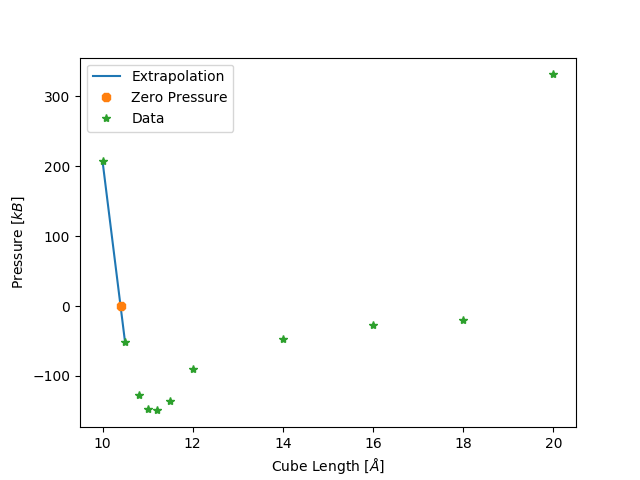 Extrapolation
Zero Pressure
Data
300
200
100
0
−100
Pressure [kB]
10 12 14 16 18 20
Cube Length [Å]